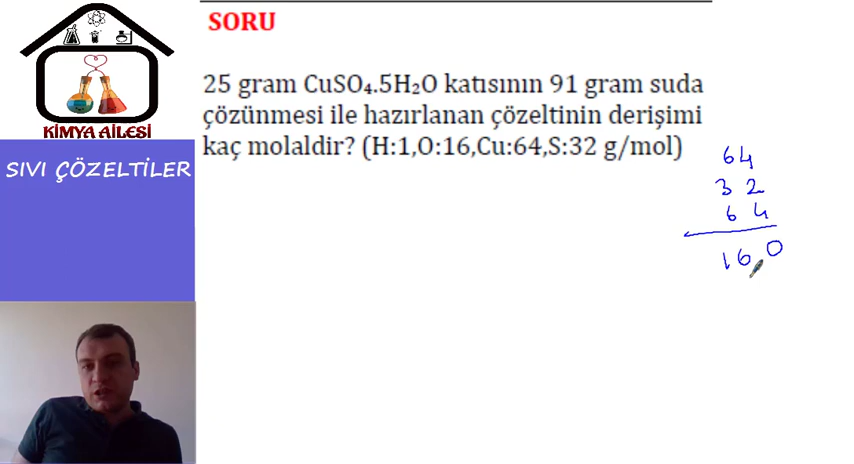 SORU
25 gram CuSO₄.5H₂O katısının 91 gram suda
çözünmesi ile hazırlanan çözeltinin derişimi
kaç molaldir? (H:1,O:16,Cu:64,S:32 g/mol)
KİMYA AİLESİ
SIVI ÇÖZELTİLER
64
32
64
160